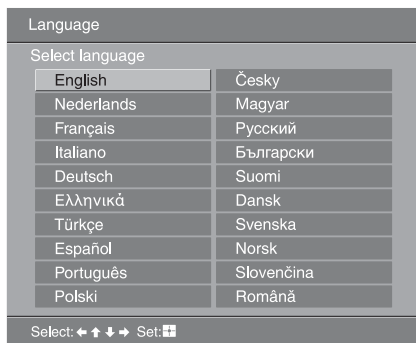 Language
Select language
English Česky
Nederlands Magyar
Français Русский
Italiano Български
Deutsch Suomi
Ελληνικά Dansk
Türkçe Svenska
Español Norsk
Português Slovenčina
Polski Română
Select: ←↑↓→ Set: